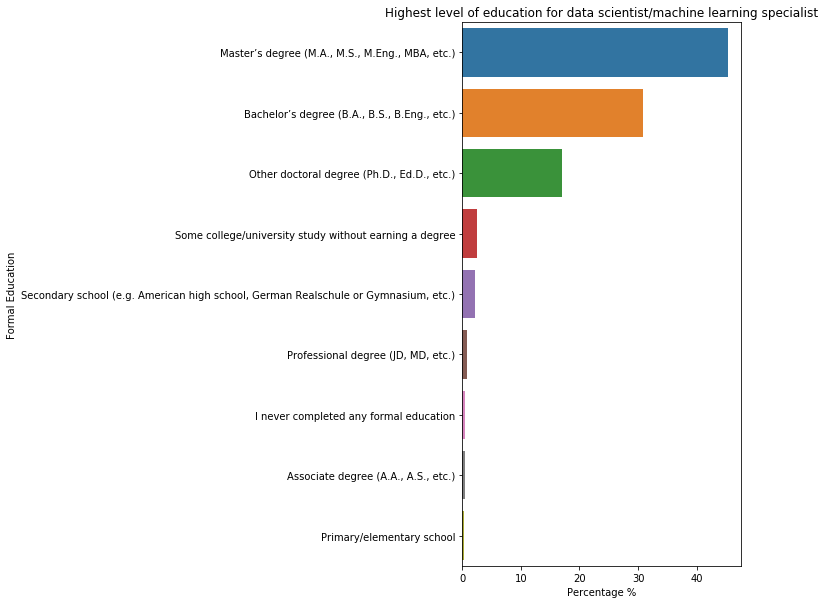 Highest level of education for data scientist/machine learning specialist
Master’s degree (M.A., M.S., M.Eng., MBA, etc.)
Bachelor’s degree (B.A., B.S., B.Eng., etc.)
Other doctoral degree (Ph.D., Ed.D., etc.)
Some college/university study without earning a degree
Formal Education
Secondary school (e.g. American high school, German Realschule or Gymnasium, etc.)
Professional degree (JD, MD, etc.)
I never completed any formal education
Associate degree (A.A., A.S., etc.)
Primary/elementary school
0 10 20 30 40
Percentage %